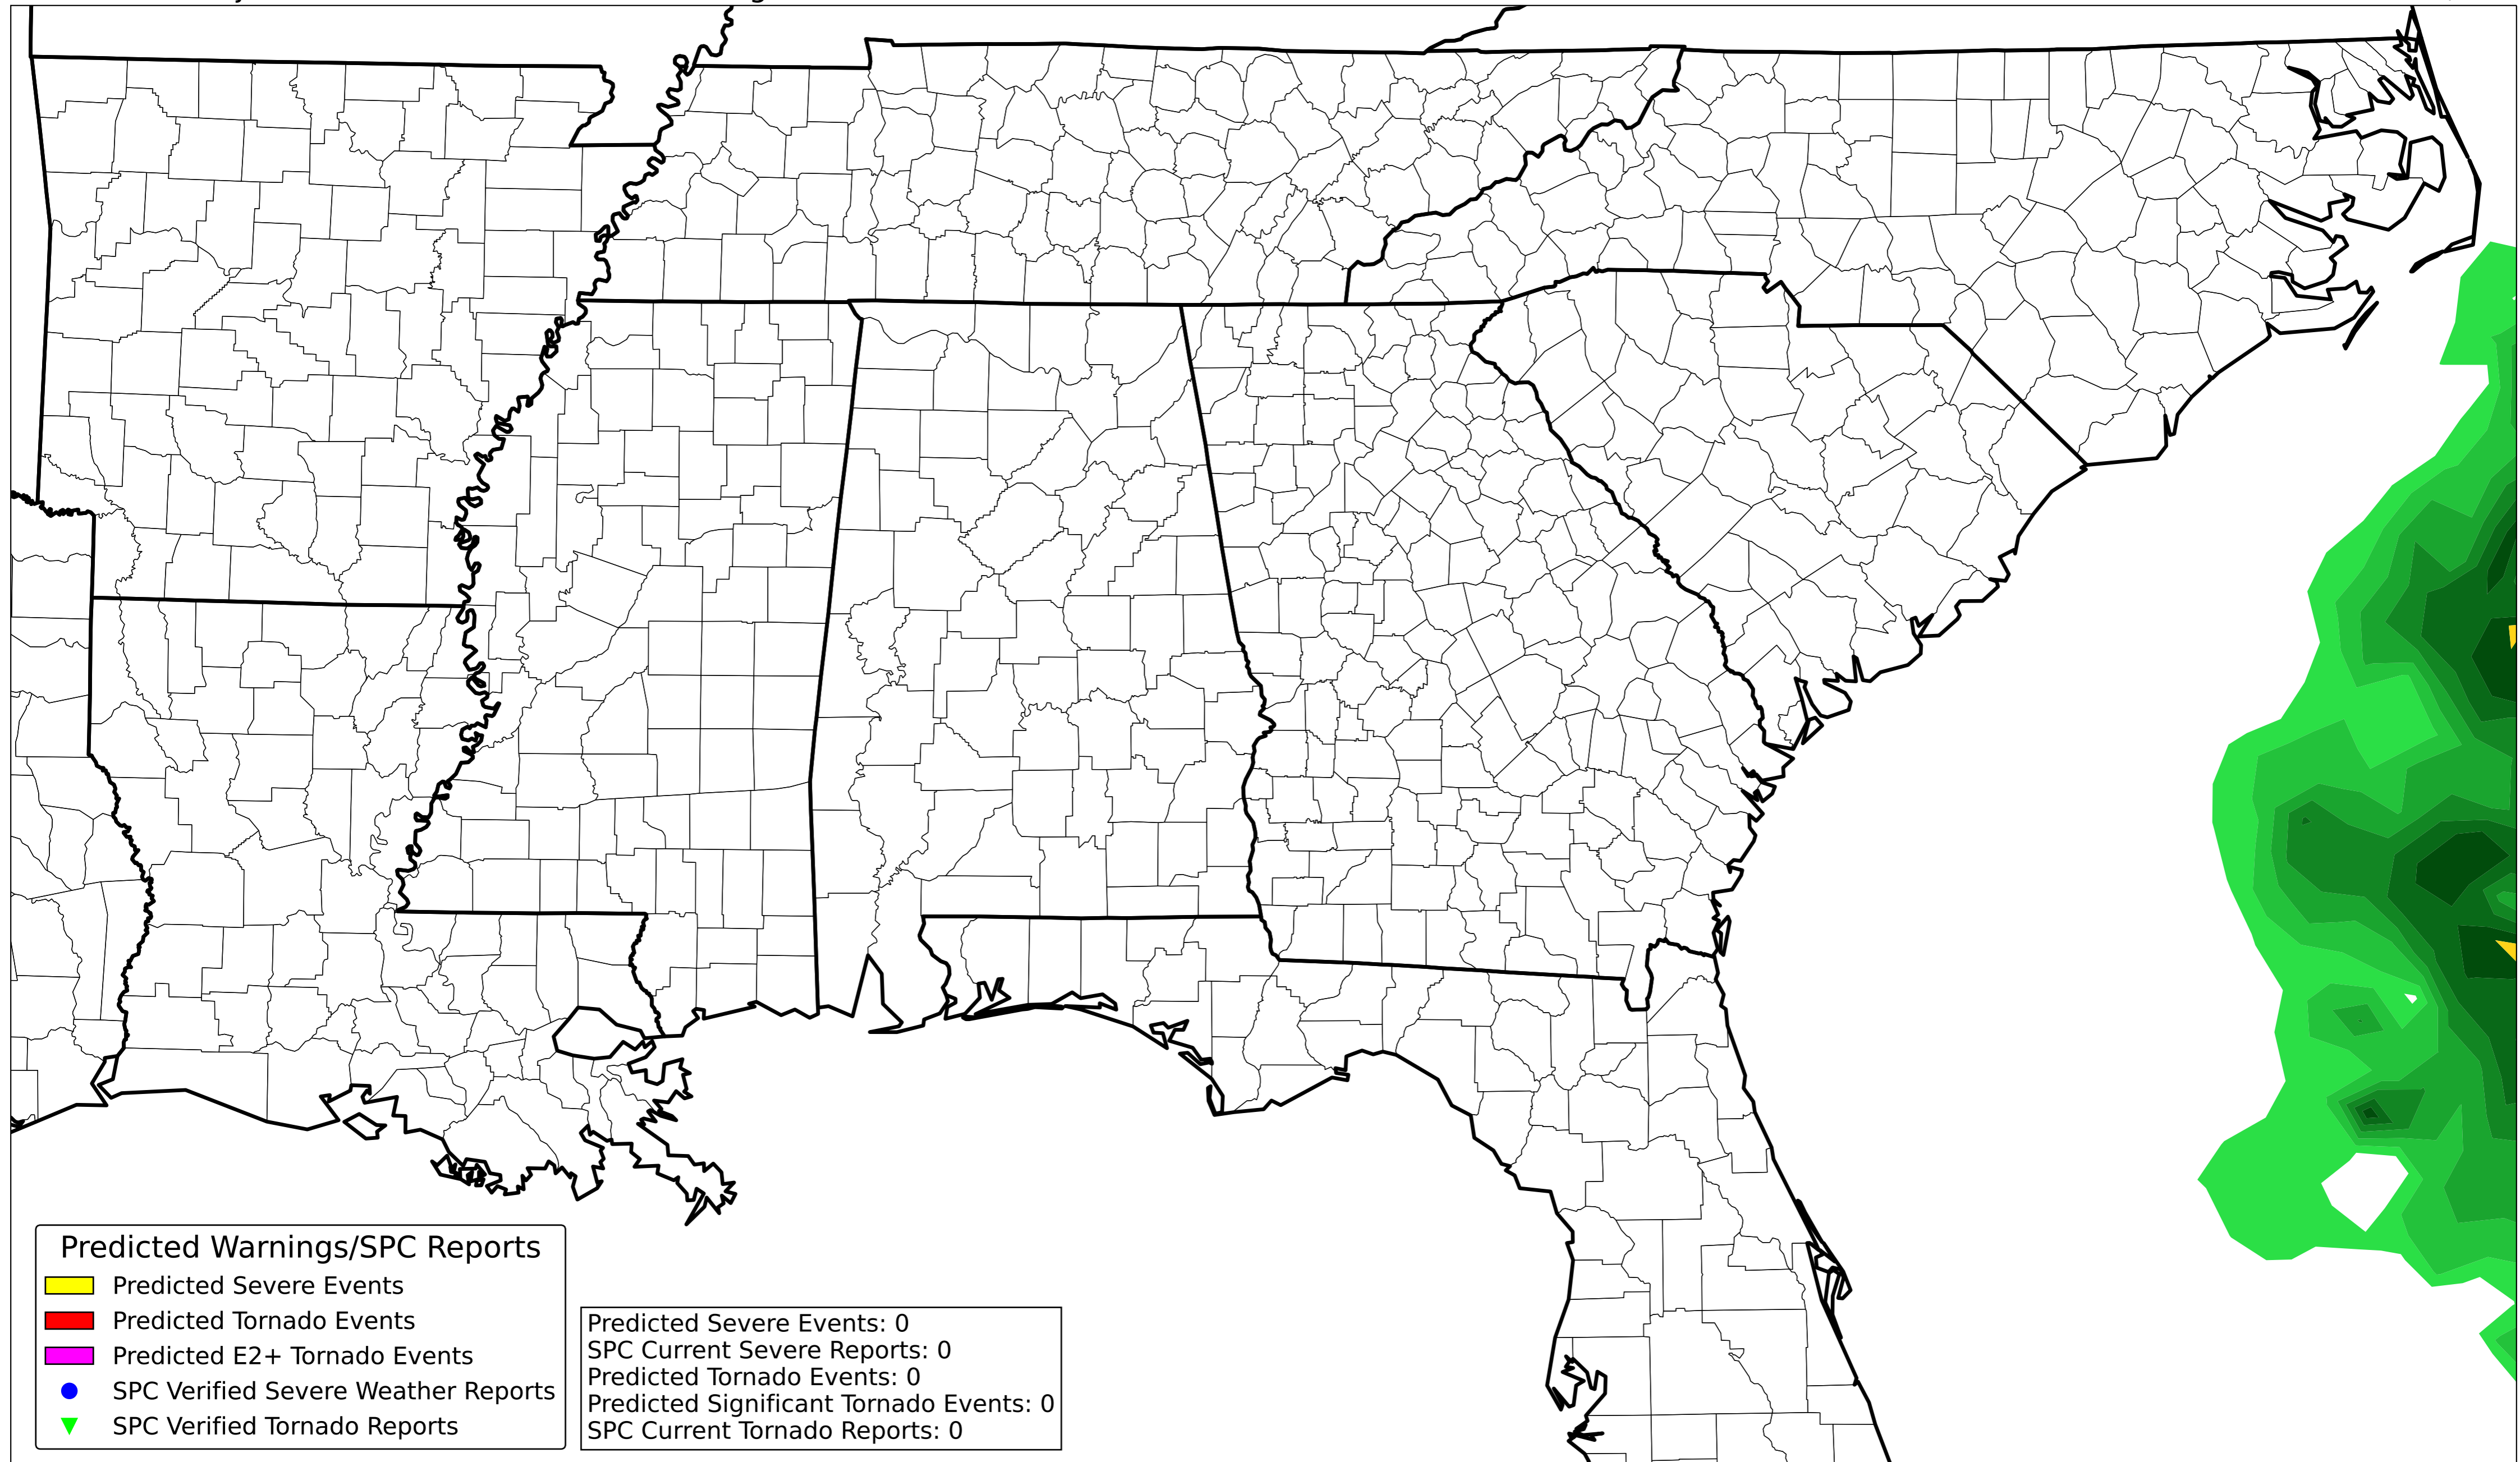 Predicted Warnings/SPC Reports
Predicted Severe Events
Predicted Tornado Events
Predicted E2+ Tornado Events
SPC Verified Severe Weather Reports
SPC Verified Tornado Reports
Predicted Severe Events: 0
SPC Current Severe Reports: 0
Predicted Tornado Events: 0
Predicted Significant Tornado Events: 0
SPC Current Tornado Reports: 0